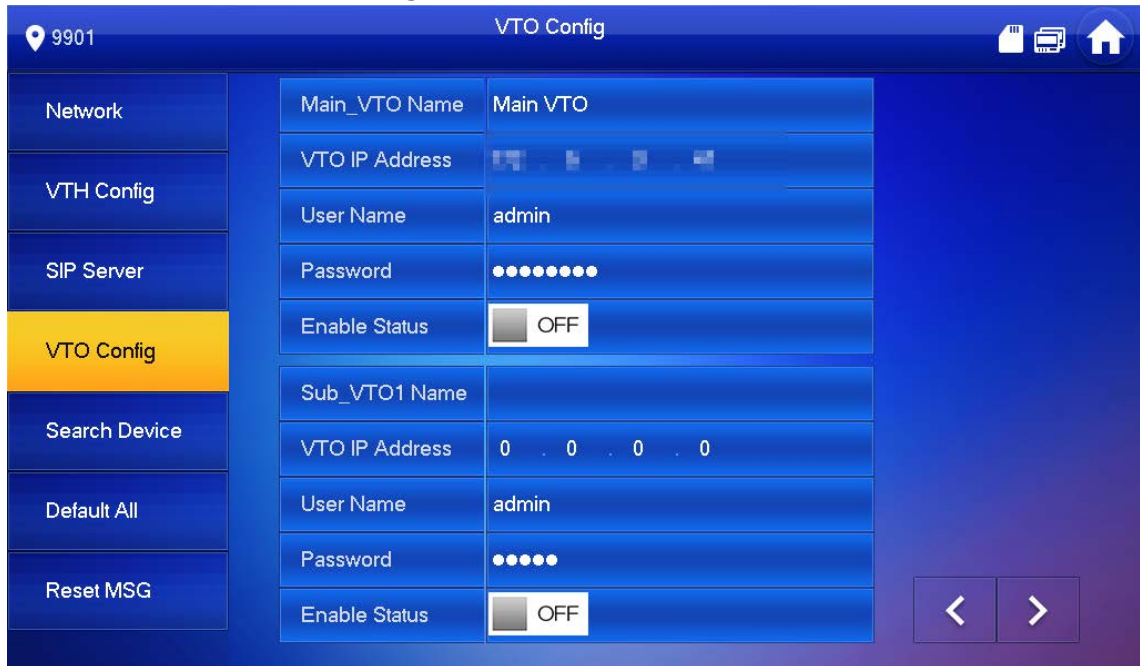 9901
VTO Config
Network
VTH Config
SIP Server
VTO Config
Search Device
Default All
Reset MSG
Main_VTO Name Main VTO
VTO IP Address
User Name admin
Password ●●●●●●●●
Enable Status OFF
Sub_VTO1 Name
VTO IP Address 0 . 0 . 0 . 0
User Name admin
Password ●●●●●
Enable Status OFF